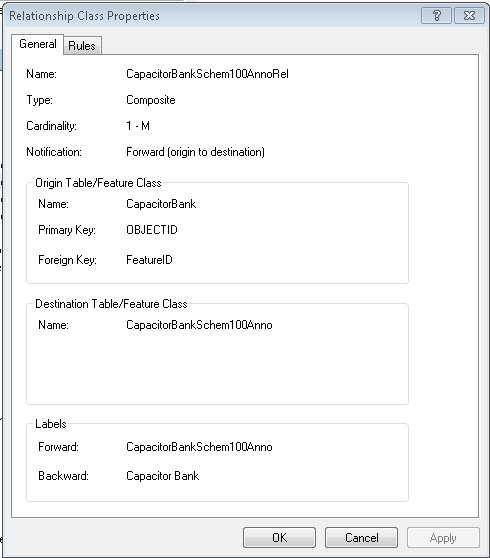 Relationship Class Properties
General Rules
Name: CapacitorBankSchem100AnnoRel
Type: Composite
Cardinality: 1 - M
Notification: Forward (origin to destination)
Origin Table/Feature Class
Name: CapacitorBank
Primary Key: OBJECTID
Foreign Key: FeatureID
Destination Table/Feature Class
Name: CapacitorBankSchem100Anno
Labels
Forward: CapacitorBankSchem100Anno
Backward: Capacitor Bank
OK Cancel Apply